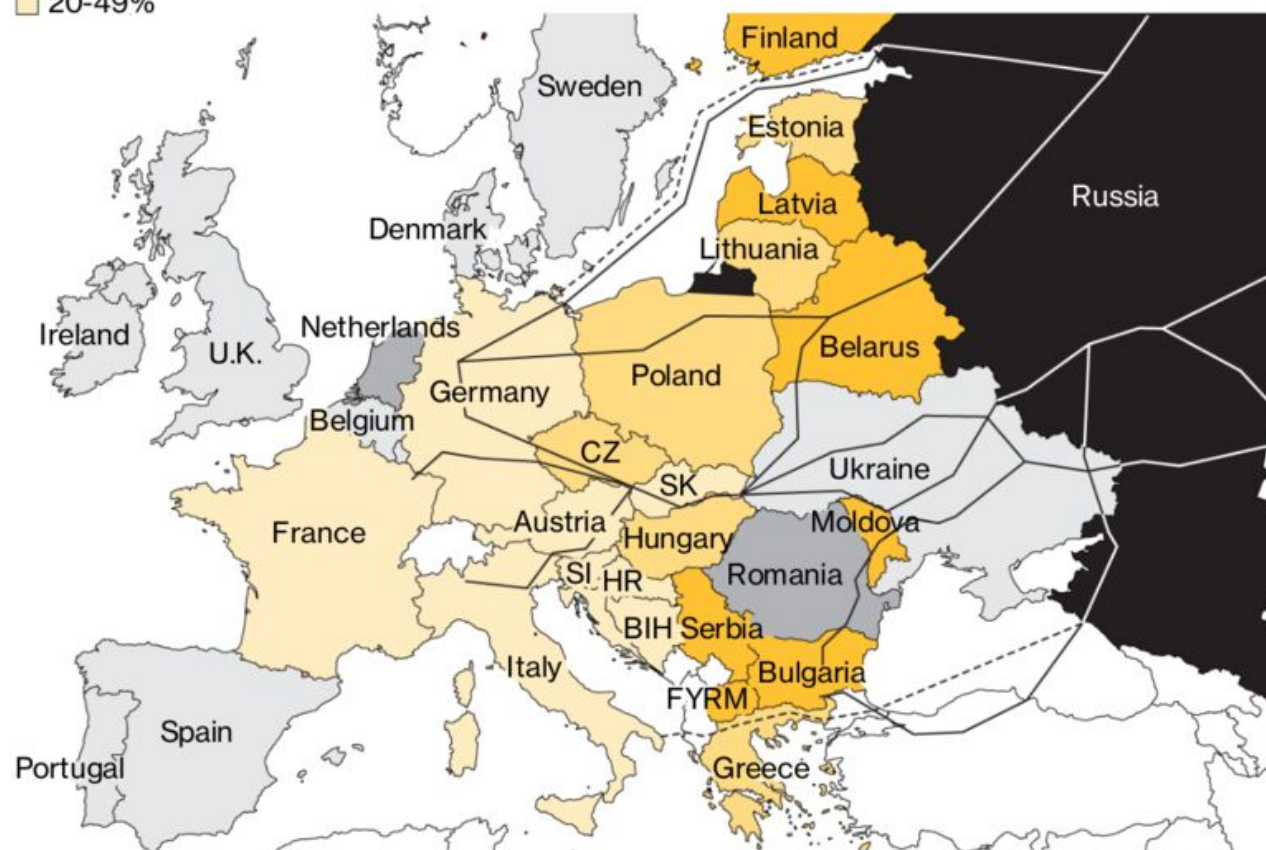 20-49%
Finland
Sweden
Estonia
Russia
Latvia
Denmark
Lithuania
Netherlands
Ireland
U.K.
Belarus
Poland
Germany
Belgium
CZ
Ukraine
SK
Austria
Moldova
France
Hungary
SI
HR
Romania
BIH
Serbia
Italy
Bulgaria
FYRM
Spain
Portugal
Greece